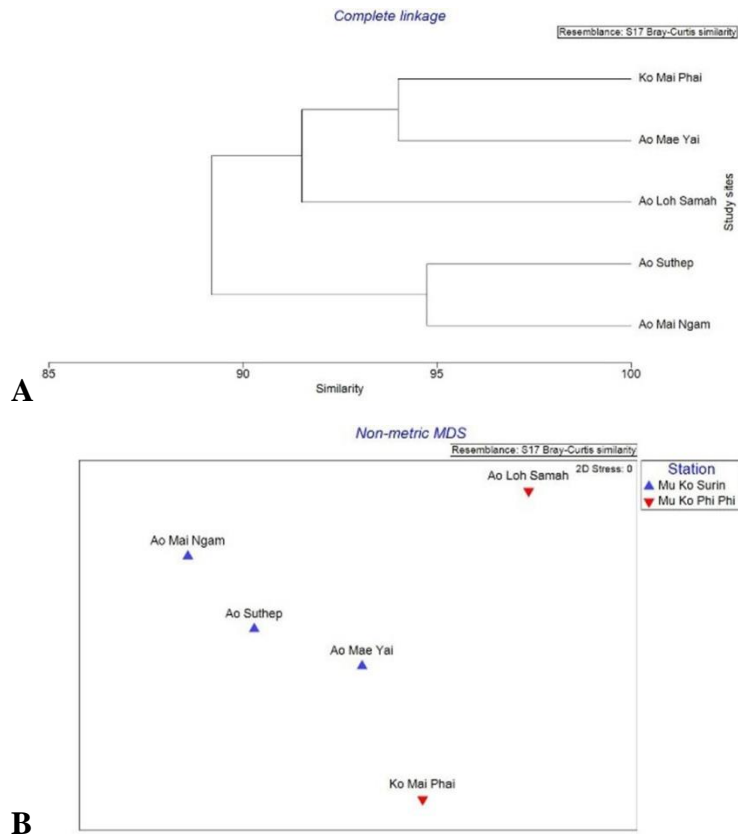 Complete linkage
Resemblance: S17 Bray-Curtis similarity
Ko Mai Phai
Ao Mae Yai
Ao Loh Samah
Ao Suthep
Ao Mai Ngam
Study sites
85 90 95 100
Similarity
A
Non-metric MDS
Resemblance: S17 Bray-Curtis similarity
2D Stress: 0
Station
Mu Ko Surin
Mu Ko Phi Phi
Ao Loh Samah
Ao Mai Ngam
Ao Suthep
Ao Mae Yai
Ko Mai Phai
B